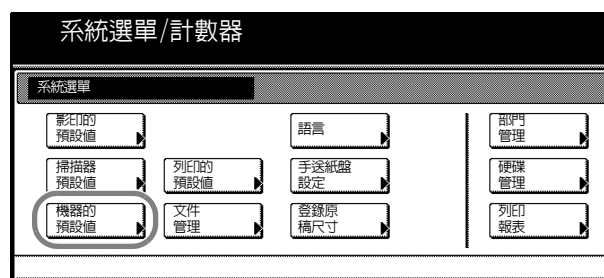 系統選單/計數器
系統選單
影印的
預設值
語言
部門
管理
掃描器
預設值
列印的
預設值
手送紙盤
設定
硬碟
管理
機器的
預設值
文件
管理
登錄原
稿尺寸
列印
報表